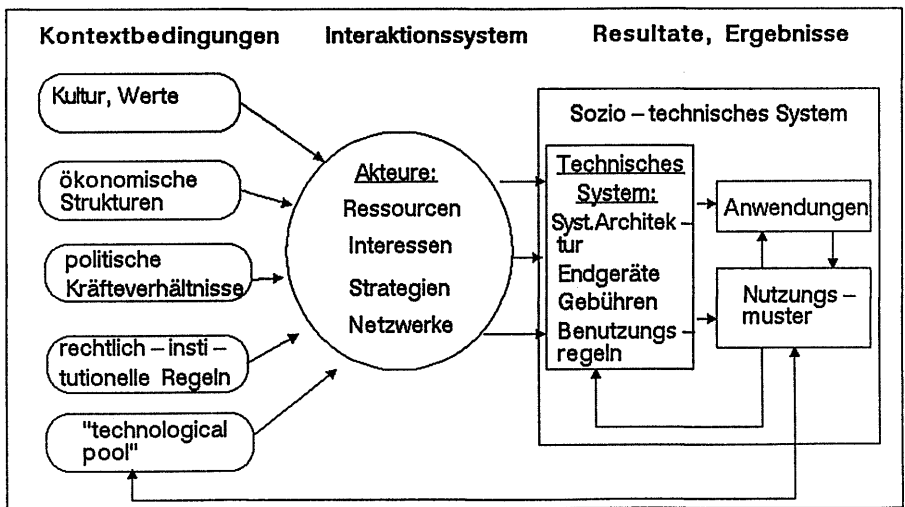 Kontextbedingungen
Interaktionssystem
Resultate, Ergebnisse
Kultur, Werte
ökonomische
Strukturen
politische
Kräfteverhältnisse
rechtlich – insti –
tutionelle Regeln
"technological
pool"
Akteure:
Ressourcen
Interessen
Strategien
Netzwerke
Sozio – technisches System
Technisches
System:
Syst.Architek –
tur
Endgeräte
Gebühren
Benutzungs –
regeln
Anwendungen
Nutzungs –
muster